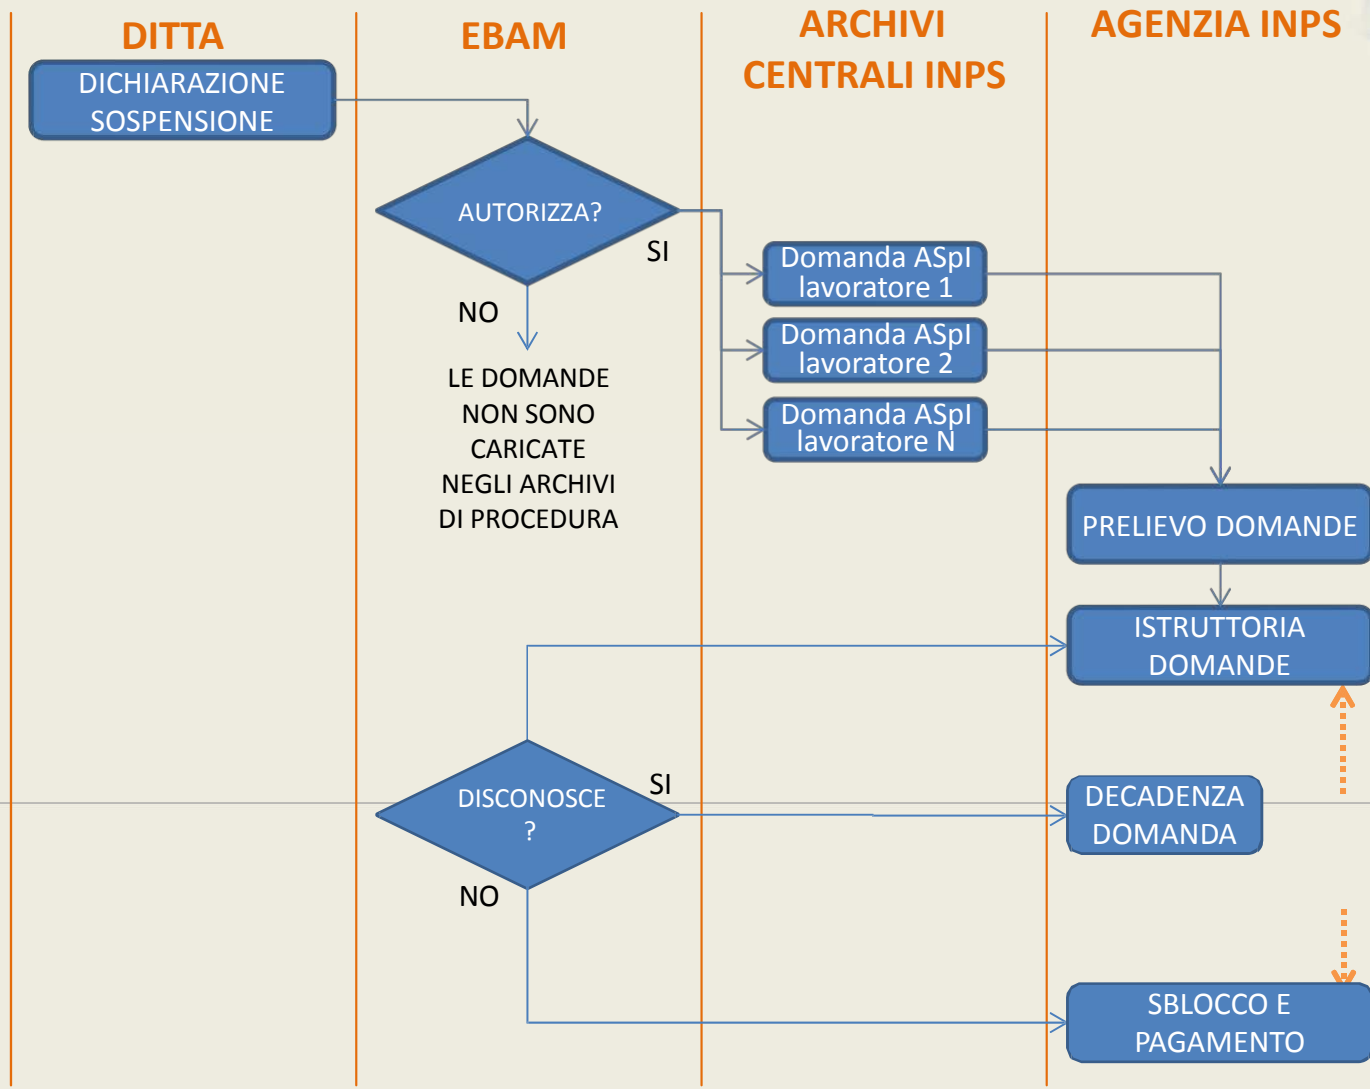 DITTA
EBAM
ARCHIVI
CENTRALI INPS
AGENZIA INPS
DICHIARAZIONE
SOSPENSIONE
AUTORIZZA?
SI
NO
LE DOMANDE
NON SONO
CARICATE
NEGLI ARCHIVI
DI PROCEDURA
Domanda ASpI
lavoratore 1
Domanda ASpI
lavoratore 2
Domanda ASpI
lavoratore N
PRELIEVO DOMANDE
ISTRUTTORIA
DOMANDE
DISCONOSCE
?
SI
NO
DECADENZA
DOMANDA
SBLOCCO E
PAGAMENTO